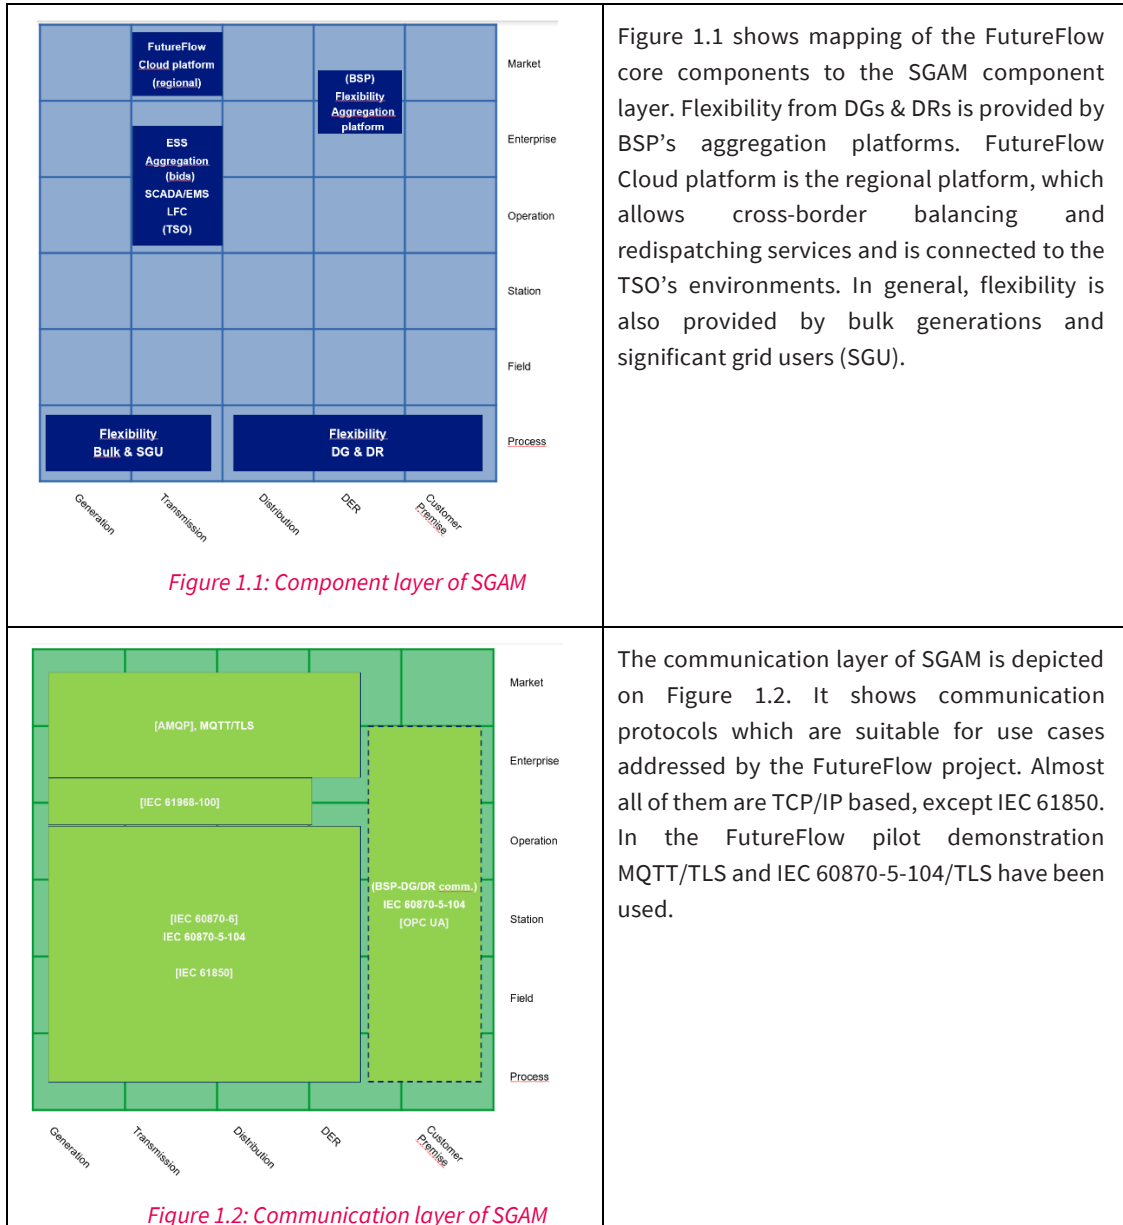 FutureFlow
Cloud platform
(regional)
(BSP)
Flexibility
Aggregation
platform
ESS
Aggregation
(bids)
SCADA/EMS
LFC
(TSO)
Flexibility
Bulk & SGU
Flexibility
DG & DR
Market
Enterprise
Operation
Station
Field
Process
Generation
Transmission
Distribution
DER
Customer
Premise
Figure 1.1: Component layer of SGAM
Figure 1.1 shows mapping of the FutureFlow
core components to the SGAM component
layer. Flexibility from DGs & DRs is provided by
BSP's aggregation platforms. FutureFlow
Cloud platform is the regional platform, which
allows cross-border balancing and
redispatching services and is connected to the
TSO's environments. In general, flexibility is
also provided by bulk generations and
significant grid users (SGU).
[AMQP], MQTT/TLS
[IEC 61968-100]
[IEC 60870-6]
IEC 60870-5-104
[IEC 61850]
(BSP-DG/DR comm.)
IEC 60870-5-104
[OPC UA]
Market
Enterprise
Operation
Station
Field
Process
Generation
Transmission
Distribution
DER
Customer
Premise
Figure 1.2: Communication layer of SGAM
The communication layer of SGAM is depicted
on Figure 1.2. It shows communication
protocols which are suitable for use cases
addressed by the FutureFlow project. Almost
all of them are TCP/IP based, except IEC 61850.
In the FutureFlow pilot demonstration
MQTT/TLS and IEC 60870-5-104/TLS have been
used.